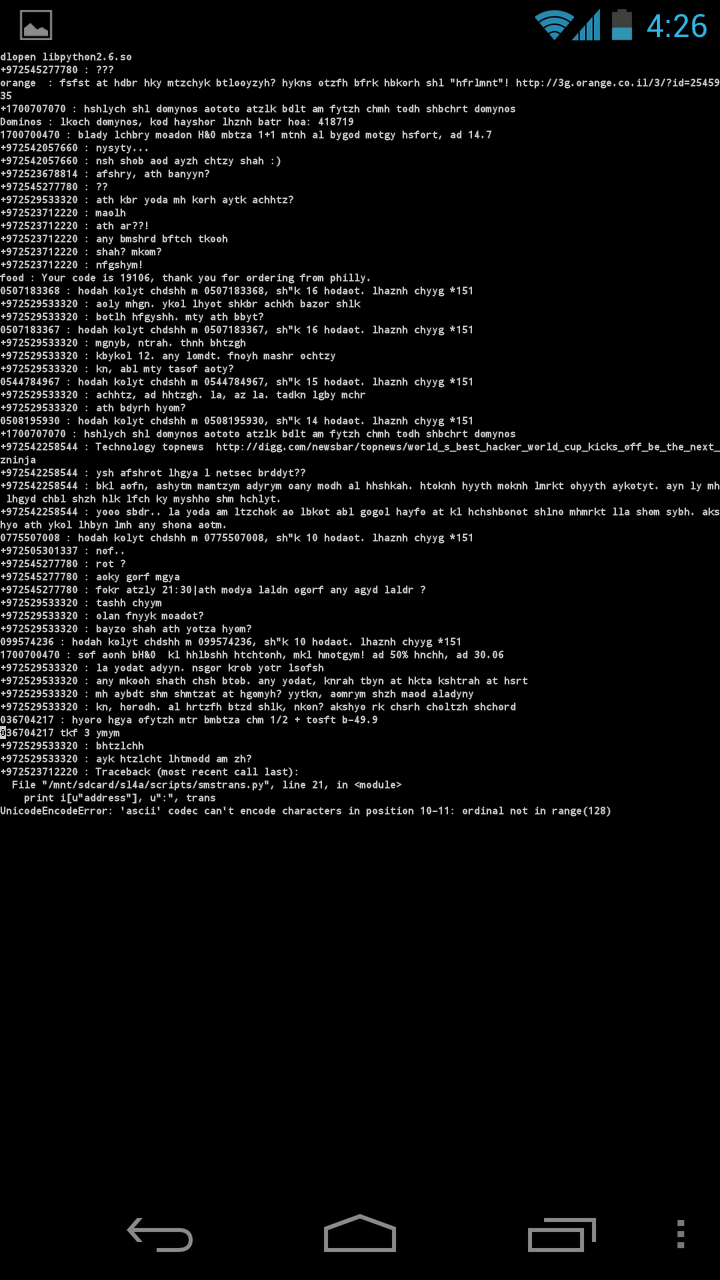 4:26
dlopen libpython2.6.so
+972545277780 : ???
orange  : fsfst at hdbr hky mtzchyk btlooyzyh? hykns otzfh bfrk hbkorh shl "hfrlmnt"! http://3g.orange.co.il/3/?id=25459
35
+1700707070 : hshlych shl domynos aototo atzlk bdlt am fytzh chmh todh shbchrt domynos
Dominos : lkoch domynos, kod hayshor lhznh batr hoa: 418719
1700700470 : blady lchbry moadon H&O mbtza 1+1 mtnh al bygod motgy hsfort, ad 14.7
+972542057660 : nysyty...
+972542057660 : nsh shob aod ayzh chtzy shah :)
+972523678814 : afshry, ath banyyn?
+972545277780 : ??
+972529533320 : ath kbr yoda mh korh aytk achhtz?
+972523712220 : maolh
+972523712220 : ath ar??!
+972523712220 : any bmshrd bftch tkooh
+972523712220 : shah? mkom?
+972523712220 : nfgshym!
food : Your code is 19106, thank you for ordering from philly.
0507183368 : hodah kolyt chdshh m 0507183368, sh"k 16 hodaot. lhaznh chyyg *151
+972529533320 : aoly mhgn. ykol lhyot shkbr achkh bazor shlk
+972529533320 : botlh hfgyshh. mty ath bbyt?
0507183367 : hodah kolyt chdshh m 0507183367, sh"k 16 hodaot. lhaznh chyyg *151
+972529533320 : mgnyb, ntrah. thnh bhtzgh
+972529533320 : kbykol 12. any lomdt. fnoyh mashr ochtzy
+972529533320 : kn, abl mty tasof aoty?
0544784967 : hodah kolyt chdshh m 0544784967, sh"k 15 hodaot. lhaznh chyyg *151
+972529533320 : achhtz, ad hhtzgh. la, az la. tadkn lgby mchr
+972529533320 : ath bdyrh hyom?
0508195930 : hodah kolyt chdshh m 0508195930, sh"k 14 hodaot. lhaznh chyyg *151
+1700707070 : hshlych shl domynos aototo atzlk bdlt am fytzh chmh todh shbchrt domynos
+972542258544 : Technology topnews  http://digg.com/newsbar/topnews/world_s_best_hacker_world_cup_kicks_off_be_the_next_
zninja
+972542258544 : ysh afshrot lhgya l netsec brddyt??
+972542258544 : bkl aofn, ashytm mamtzym adyrym oany modh al hhshkah. htoknh hyyth moknh lmrkt ohyyth aykotyt. ayn ly mh
 lhgyd chbl shzh hlk lfch ky myshho shm hchlyt.
+972542258544 : yooo sbdr.. la yoda am ltzchok ao lbkot abl gogol hayfo at kl hchshbonot shlno mhmrkt lla shom sybh. aks
hyo ath ykol lhbyn lmh any shona aotm.
0775507008 : hodah kolyt chdshh m 0775507008, sh"k 10 hodaot. lhaznh chyyg *151
+972505301337 : nof..
+972545277780 : rot ?
+972545277780 : aoky gorf mgya
+972545277780 : fokr atzly 21:30|ath modya laldn ogorf any agyd laldr ?
+972529533320 : tashh chyym
+972529533320 : olan fnyyk moadot?
+972529533320 : bayzo shah ath yotza hyom?
099574236 : hodah kolyt chdshh m 099574236, sh"k 10 hodaot. lhaznh chyyg *151
1700700470 : sof aonh bH&O  kl hhlbshh htchtonh, mkl hmotgym! ad 50% hnchh, ad 30.06
+972529533320 : la yodat adyyn. nsgor krob yotr lsofsh
+972529533320 : any mkooh shath chsh btob. any yodat, knrah tbyn at hkta kshtrah at hsrt
+972529533320 : mh aybdt shm shmtzat at hgomyh? yytkn, aomrym shzh maod aladyny
+972529533320 : kn, horodh. al hrtzfh btzd shlk, nkon? akshyo rk chsrh choltzh shchord
036704217 : hyoro hgya ofytzh mtr bmbtza chm 1/2 + tosft b-49.9
036704217 tkf 3 ymym
+972529533320 : bhtzlchh
+972529533320 : ayk htzlcht lhtmodd am zh?
+972523712220 : Traceback (most recent call last):
  File "/mnt/sdcard/sl4a/scripts/smstrans.py", line 21, in <module>
    print i[u"address"], u":", trans
UnicodeEncodeError: 'ascii' codec can't encode characters in position 10-11: ordinal not in range(128)